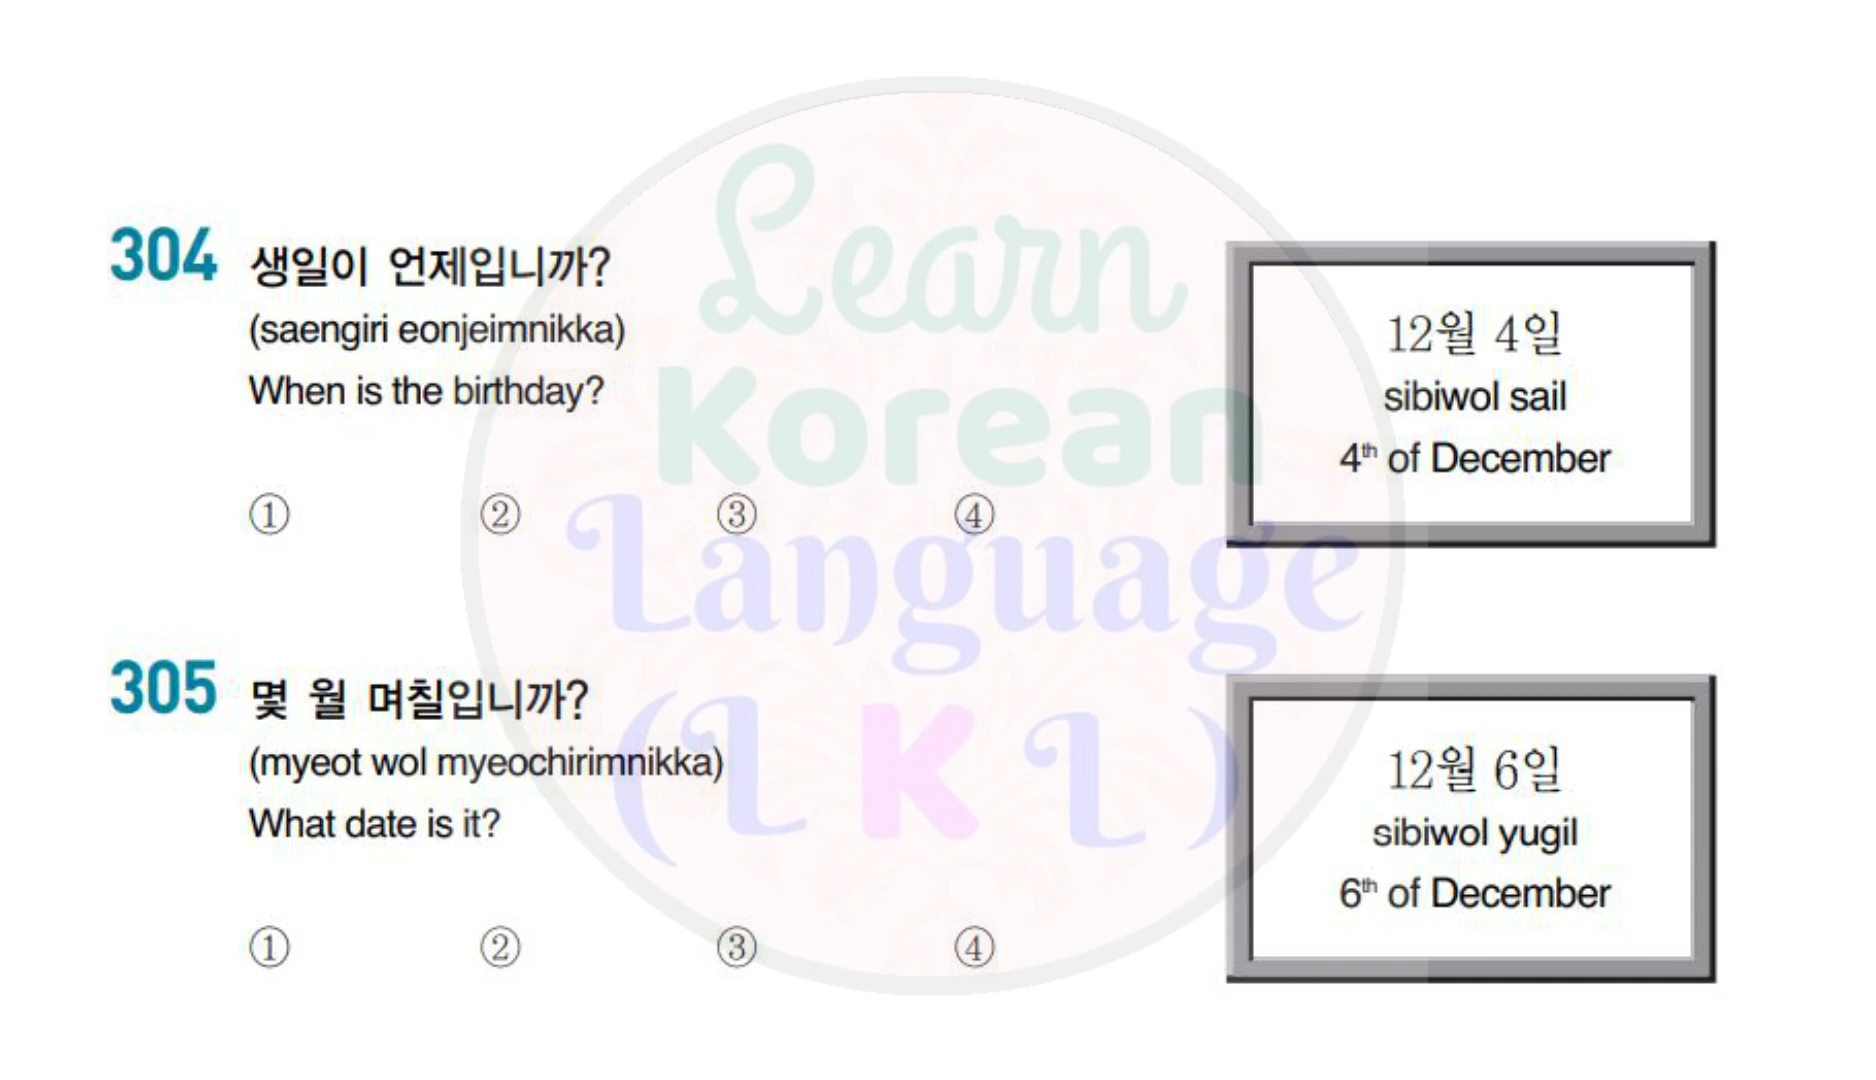 304 생일이 언제입니까?
(saengiri eonjeimnikka)
When is the birthday?
① ② ③ ④
12월 4일
sibiwol sail
4th of December
305 몇 월 며칠입니까?
(myeot wol myeochirimnikka)
What date is it?
① ② ③ ④
12월 6일
sibiwol yugil
6th of December
Learn
Korean
Language
(L K L)